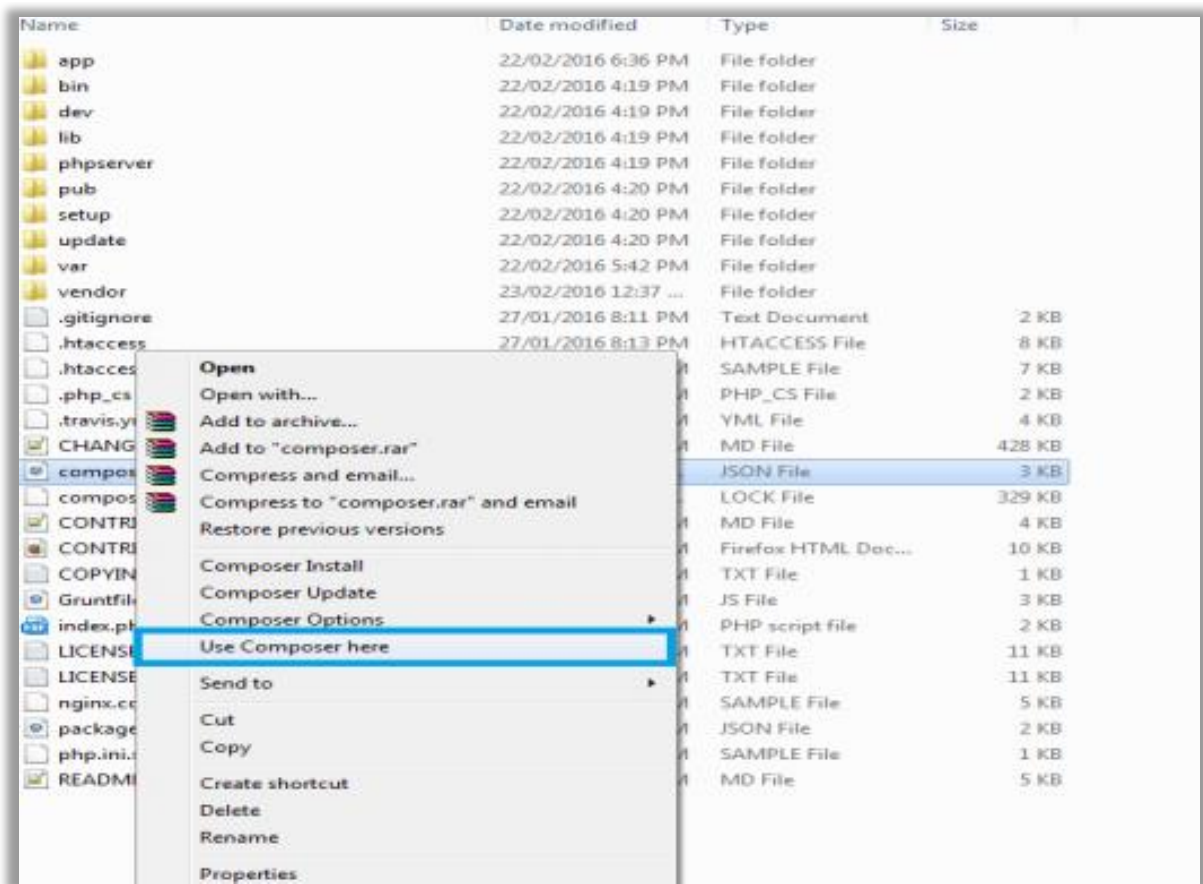 Name Date modified Type Size
app 22/02/2016 6:36 PM File folder
bin 22/02/2016 4:19 PM File folder
dev 22/02/2016 4:19 PM File folder
lib 22/02/2016 4:19 PM File folder
phpserver 22/02/2016 4:19 PM File folder
pub 22/02/2016 4:20 PM File folder
setup 22/02/2016 4:20 PM File folder
update 22/02/2016 4:20 PM File folder
var 22/02/2016 5:42 PM File folder
vendor 23/02/2016 12:37 ... File folder
.gitignore 27/01/2016 8:11 PM Text Document 2 KB
.htaccess 27/01/2016 8:13 PM HTACCESS File 8 KB
.htacces SAMPLE File 7 KB
.php_cs PHP_CS File 2 KB
.travis.y YML File 4 KB
CHANG MD File 428 KB
compos JSON File 3 KB
compos LOCK File 329 KB
CONTRI MD File 4 KB
CONTRI Firefox HTML Doc... 10 KB
COPYIN TXT File 1 KB
Gruntfil JS File 3 KB
index.ph PHP script file 2 KB
LICENSE TXT File 11 KB
LICENSE TXT File 11 KB
nginx.co SAMPLE File 5 KB
package JSON File 2 KB
php.ini.s SAMPLE File 1 KB
README MD File 5 KB
Open
Open with...
Add to archive...
Add to "composer.rar"
Compress and email...
Compress to "composer.rar" and email
Restore previous versions
Composer Install
Composer Update
Composer Options
Use Composer here
Send to
Cut
Copy
Create shortcut
Delete
Rename
Properties